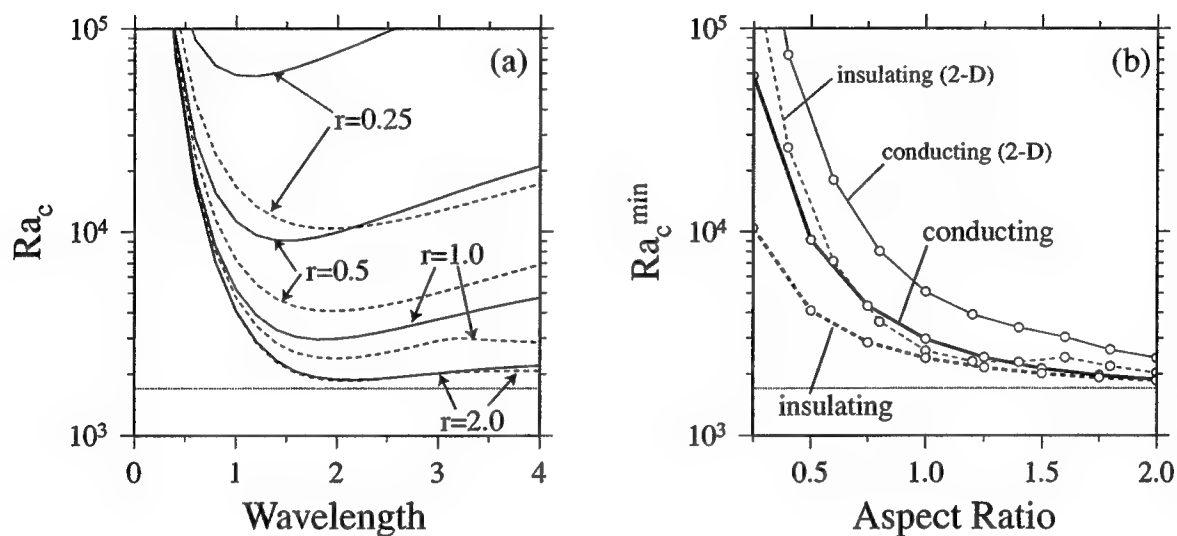 (a)
r=0.25
r=0.5
r=1.0
r=2.0
10^5
10^4
10^3
Ra_c
0 1 2 3 4
Wavelength
(b)
insulating (2-D)
conducting (2-D)
conducting
insulating
10^5
10^4
10^3
Ra_c^min
0.5 1.0 1.5 2.0
Aspect Ratio